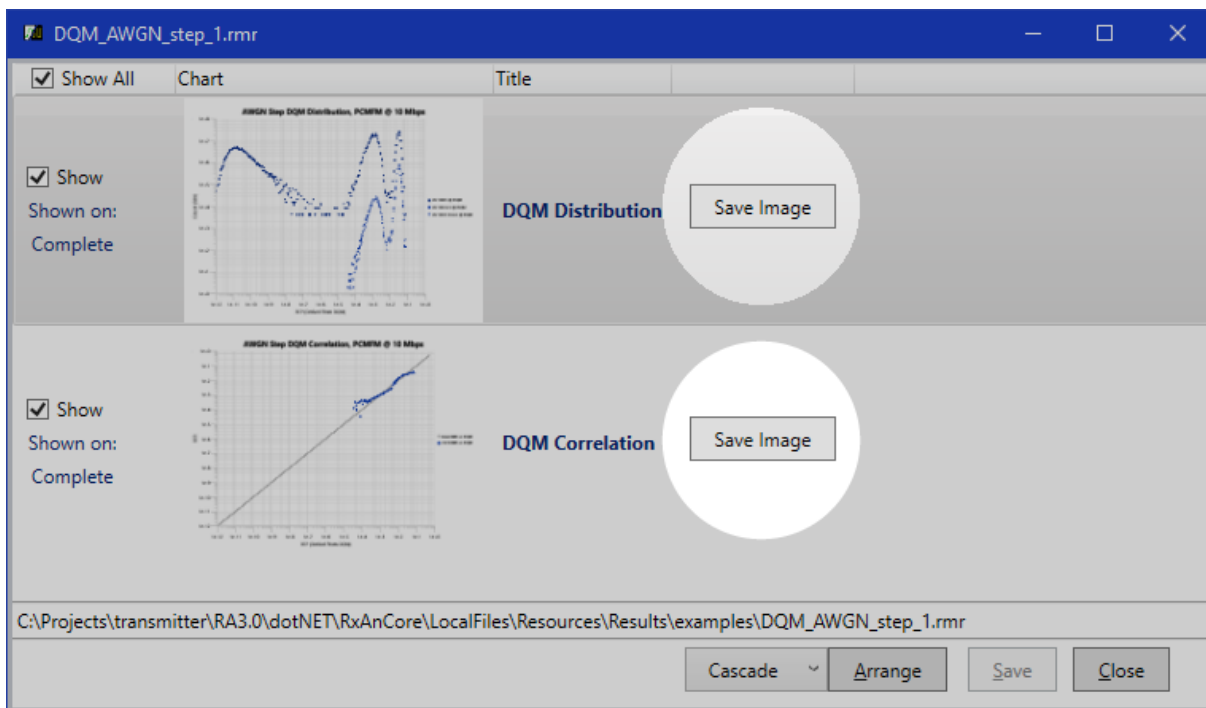 DQM_AWGN_step_1.rmr
Show All Chart Title
AWGN Step DQM Distribution, PCMFM @ 10 Mbps
Show
Shown on:
Complete
DQM Distribution
Save Image
AWGN Step DQM Correlation, PCMFM @ 10 Mbps
Show
Shown on:
Complete
DQM Correlation
Save Image
C:\Projects\transmitter\RA3.0\dotNET\RxAnCore\LocalFiles\Resources\Results\examples\DQM_AWGN_step_1.rmr
Cascade Arrange Save Close